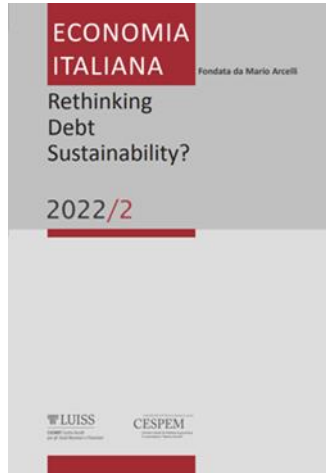 ECONOMIA
ITALIANA
Fondata da Mario Arcelli
Rethinking
Debt
Sustainability?
2022/2
LUISS
CESPEM